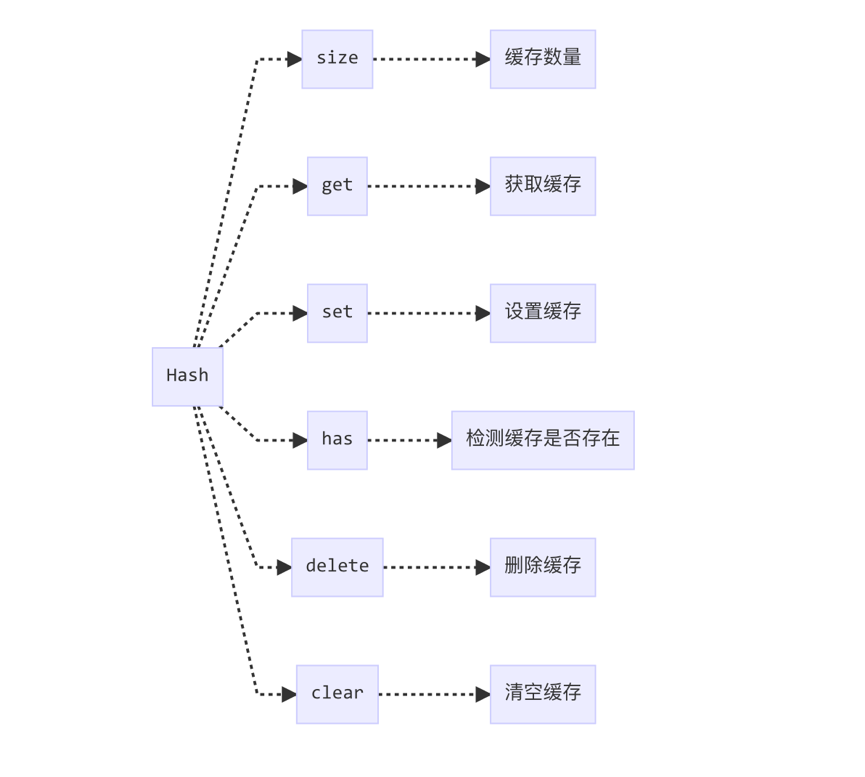 size
缓存数量
get
获取缓存
set
设置缓存
Hash
has
检测缓存是否存在
delete
删除缓存
clear
清空缓存